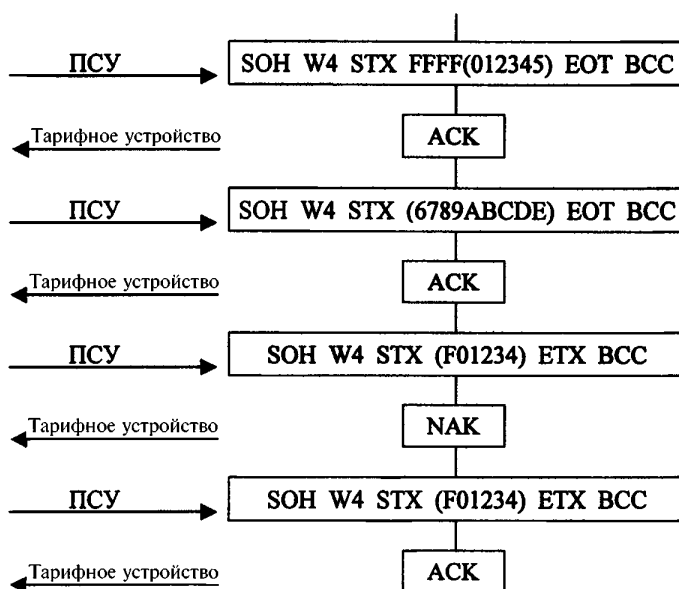 ПСУ SOH W4 STX FFFF(012345) EOT BCC
Тарифное устройство ACK
ПСУ SOH W4 STX (6789ABCDE) EOT BCC
Тарифное устройство ACK
ПСУ SOH W4 STX (F01234) ETX BCC
Тарифное устройство NAK
ПСУ SOH W4 STX (F01234) ETX BCC
Тарифное устройство ACK